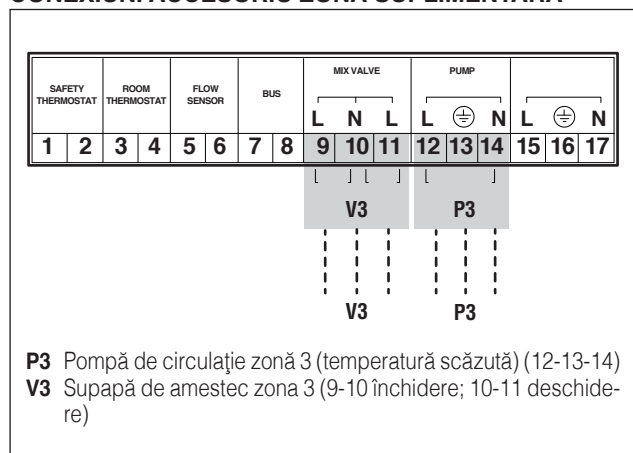 CONEXIUNI ACCESORIU ZONĂ SUPLIMENTARĂ
SAFETY THERMOSTAT
ROOM THERMOSTAT
FLOW SENSOR
BUS
MIX VALVE
PUMP
L N L L N L N
1 2 3 4 5 6 7 8 9 10 11 12 13 14 15 16 17
V3 P3
V3 P3
P3 Pompă de circulaţie zonă 3 (temperatură scăzută) (12-13-14)
V3 Supapă de amestec zona 3 (9-10 închidere; 10-11 deschide-
re)